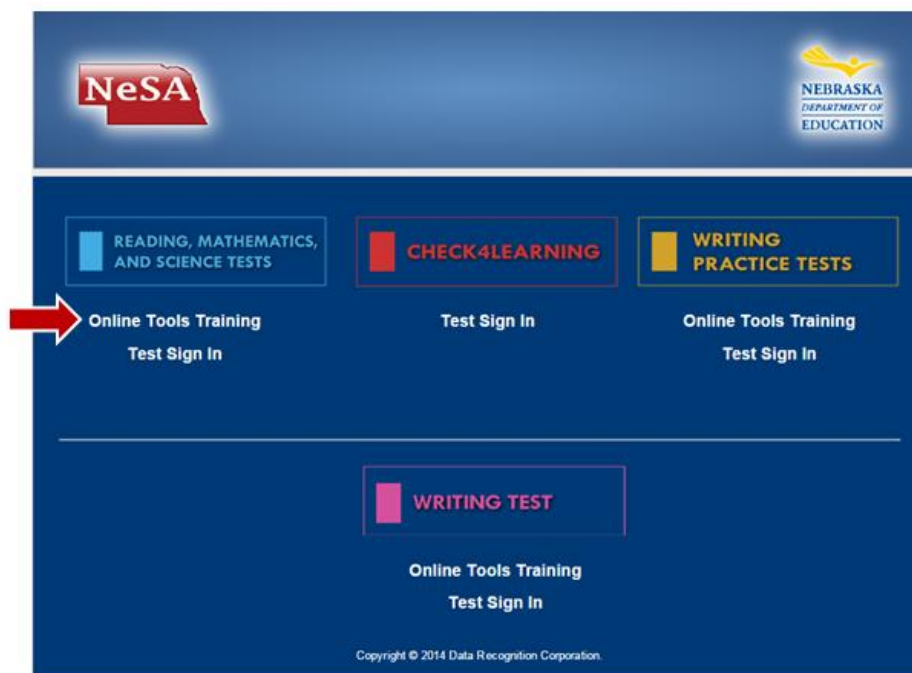 NeSA
NEBRASKA
DEPARTMENT OF
EDUCATION
READING, MATHEMATICS,
AND SCIENCE TESTS
Online Tools Training
Test Sign In
CHECK4LEARNING
Test Sign In
WRITING
PRACTICE TESTS
Online Tools Training
Test Sign In
WRITING TEST
Online Tools Training
Test Sign In
Copyright © 2014 Data Recognition Corporation.